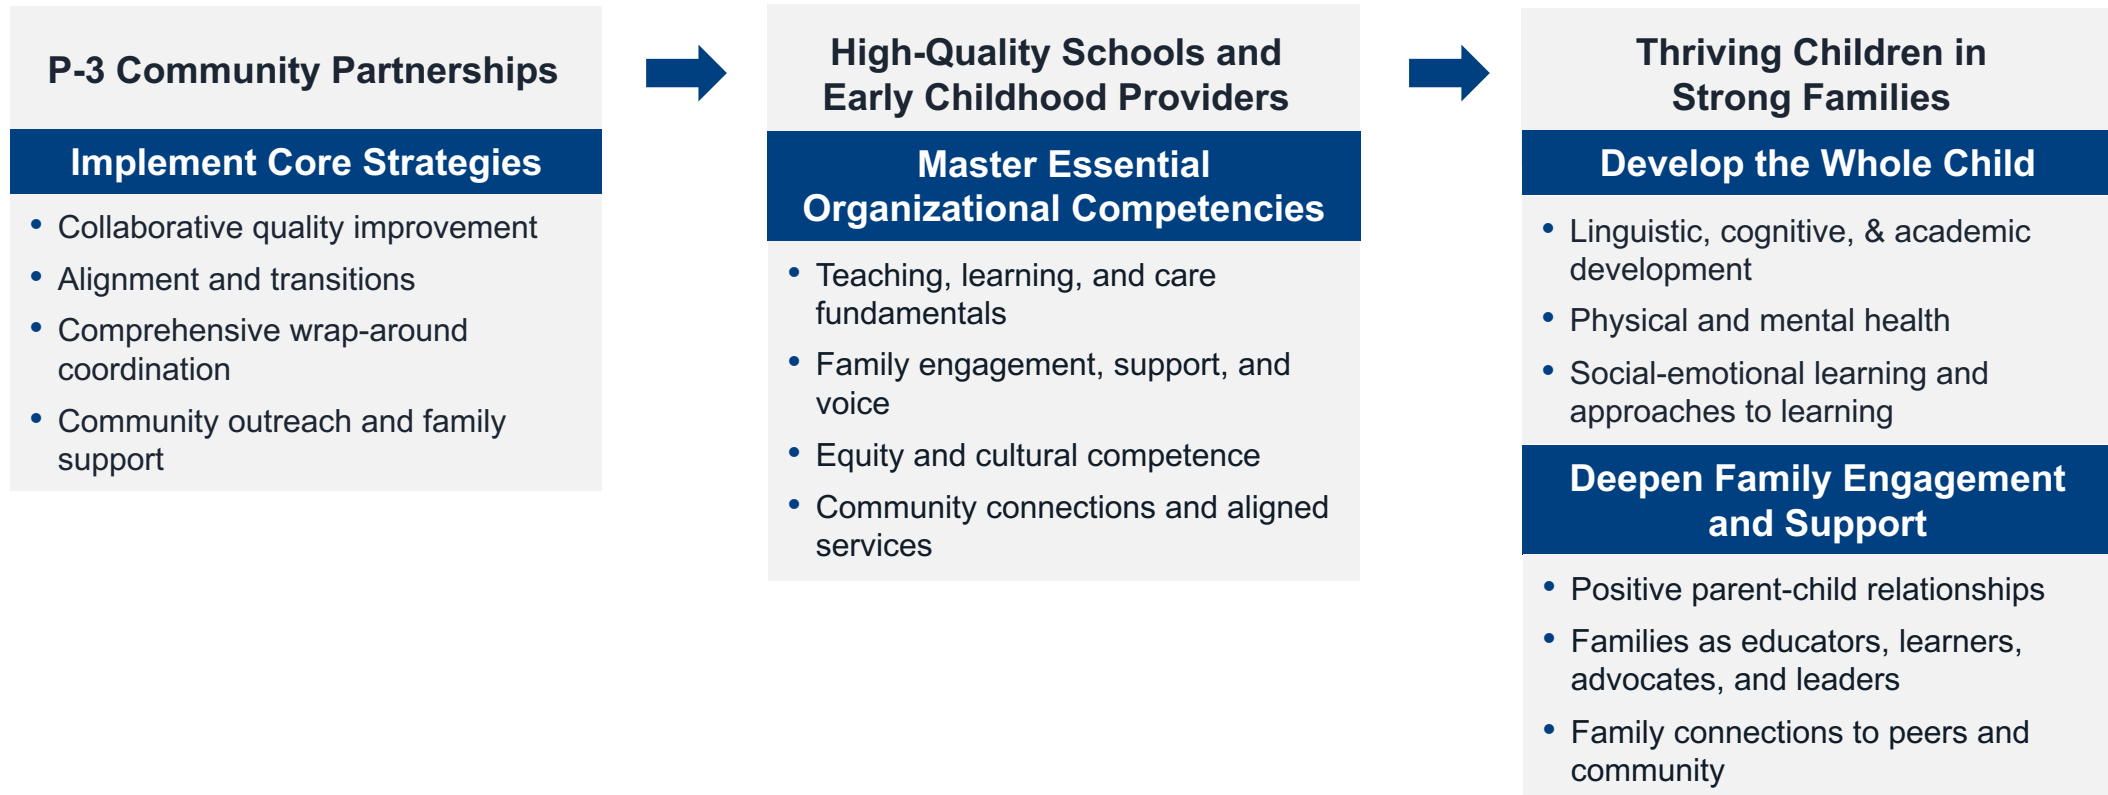 P-3 Community Partnerships
Implement Core Strategies
• Collaborative quality improvement
• Alignment and transitions
• Comprehensive wrap-around
coordination
• Community outreach and family
support
High-Quality Schools and
Early Childhood Providers
Master Essential
Organizational Competencies
• Teaching, learning, and care
fundamentals
• Family engagement, support, and
voice
• Equity and cultural competence
• Community connections and aligned
services
Thriving Children in
Strong Families
Develop the Whole Child
• Linguistic, cognitive, & academic
development
• Physical and mental health
• Social-emotional learning and
approaches to learning
Deepen Family Engagement
and Support
• Positive parent-child relationships
• Families as educators, learners,
advocates, and leaders
• Family connections to peers and
community